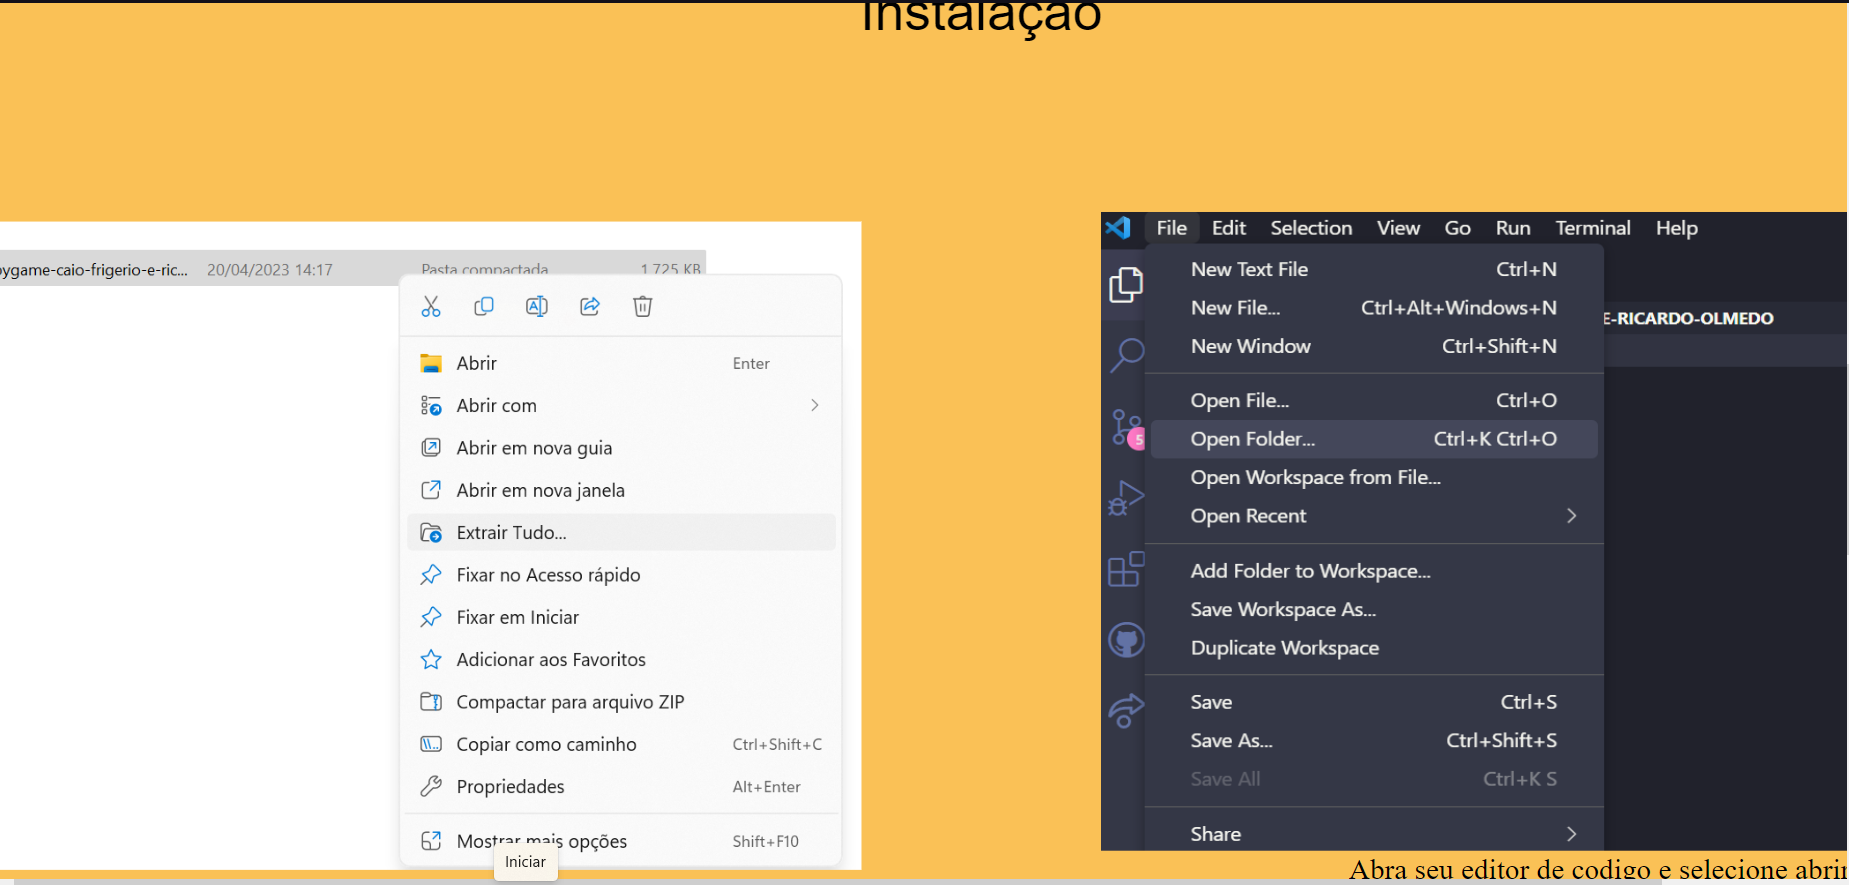 Instalação
ygame-caio-frigerio-e-ric... 20/04/2023 14:17 Pasta compactada 1.725 KB
Abrir Enter
Abrir com
Abrir em nova guia
Abrir em nova janela
Extrair Tudo...
Fixar no Acesso rápido
Fixar em Iniciar
Adicionar aos Favoritos
Compactar para arquivo ZIP
Copiar como caminho Ctrl+Shift+C
Propriedades Alt+Enter
Mostrar mais opções Shift+F10
Iniciar
File Edit Selection View Go Run Terminal Help
New Text File Ctrl+N
New File... Ctrl+Alt+Windows+N
E-RICARDO-OLMEDO
New Window Ctrl+Shift+N
Open File... Ctrl+O
Open Folder... Ctrl+K Ctrl+O
5
Open Workspace from File...
Open Recent
Add Folder to Workspace...
Save Workspace As...
Duplicate Workspace
Save Ctrl+S
Save As... Ctrl+Shift+S
Save All Ctrl+K S
Share
Abra seu editor de codigo e selecione abrir